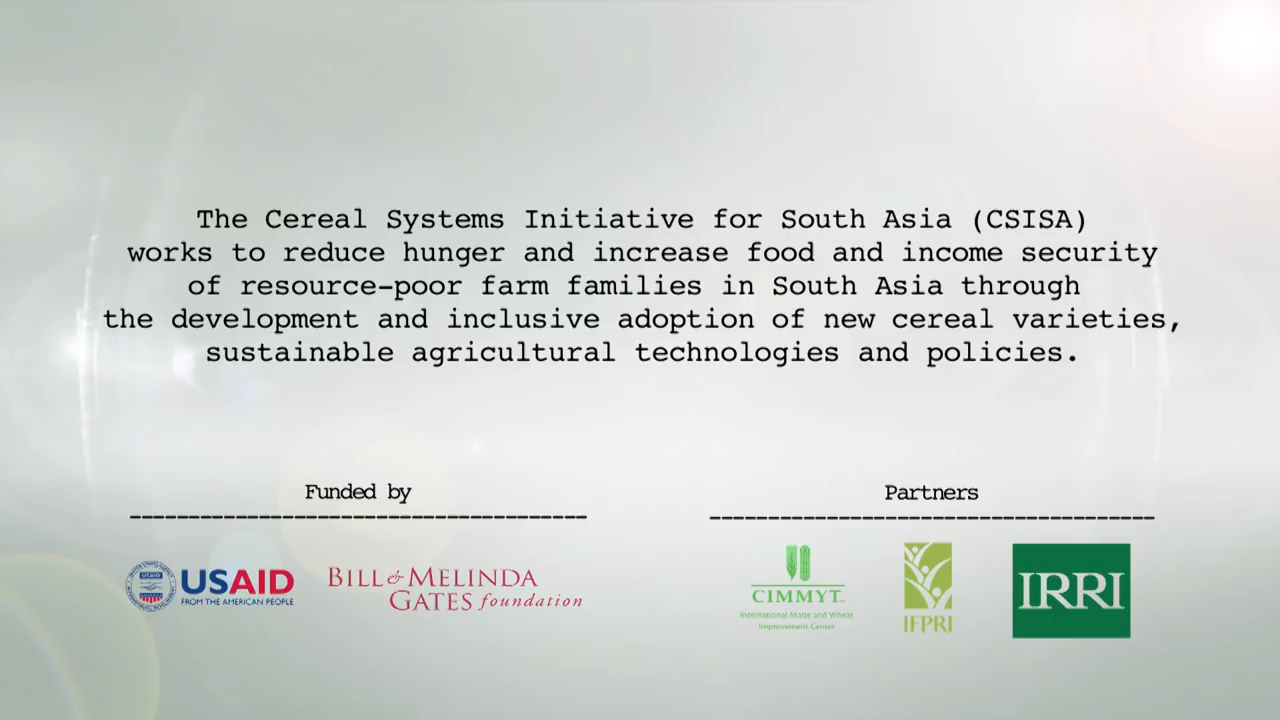 The Cereal Systems Initiative for South Asia (CSISA)
works to reduce hunger and increase food and income security
of resource-poor farm families in South Asia through
the development and inclusive adoption of new cereal varieties,
sustainable agricultural technologies and policies.
Funded by
Partners
USAID
USAID
FROM THE AMERICAN PEOPLE
BILL & MELINDA
GATES foundation
CIMMYT
International Maize and Wheat
Improvement Center
IFPRI
IRRI